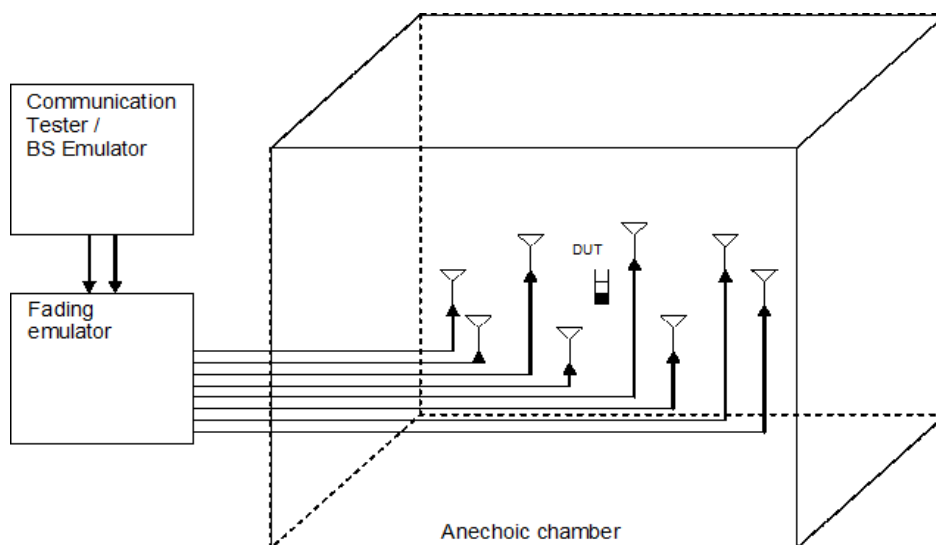 Communication
Tester /
BS Emulator
DUT
Fading
emulator
Anechoic chamber